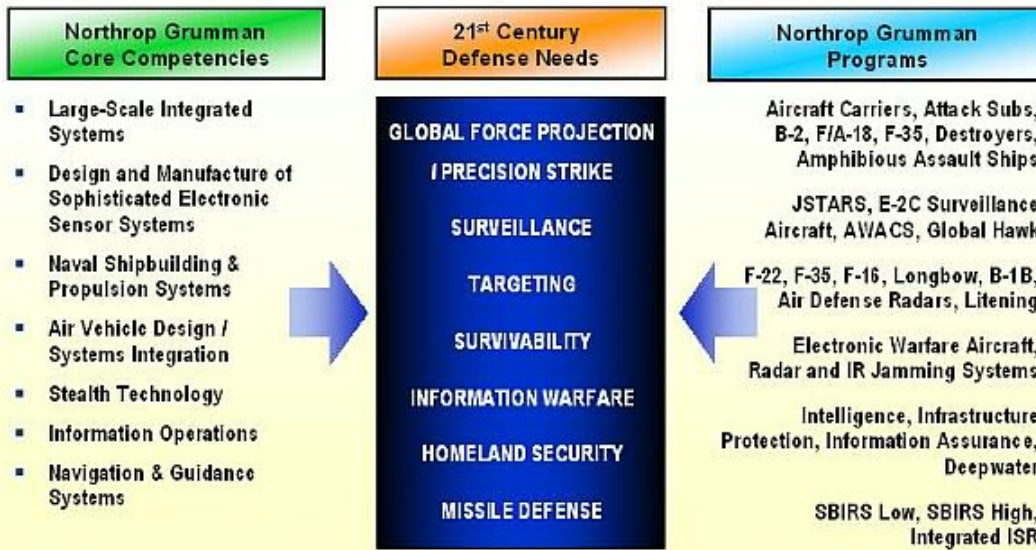 Northrop Grumman
Core Competencies
▪ Large-Scale Integrated
Systems
▪ Design and Manufacture of
Sophisticated Electronic
Sensor Systems
▪ Naval Shipbuilding &
Propulsion Systems
▪ Air Vehicle Design /
Systems Integration
▪ Stealth Technology
▪ Information Operations
▪ Navigation & Guidance
Systems
21st Century
Defense Needs
GLOBAL FORCE PROJECTION
/ PRECISION STRIKE
SURVEILLANCE
TARGETING
SURVIVABILITY
INFORMATION WARFARE
HOMELAND SECURITY
MISSILE DEFENSE
Northrop Grumman
Programs
Aircraft Carriers, Attack Subs,
B-2, F/A-18, F-35, Destroyers,
Amphibious Assault Ships
JSTARS, E-2C Surveillance
Aircraft, AWACS, Global Hawk
F-22, F-35, F-16, Longbow, B-1B,
Air Defense Radars, Litening
Electronic Warfare Aircraft,
Radar and IR Jamming Systems
Intelligence, Infrastructure
Protection, Information Assurance,
Deepwater
SBIRS Low, SBIRS High,
Integrated ISR